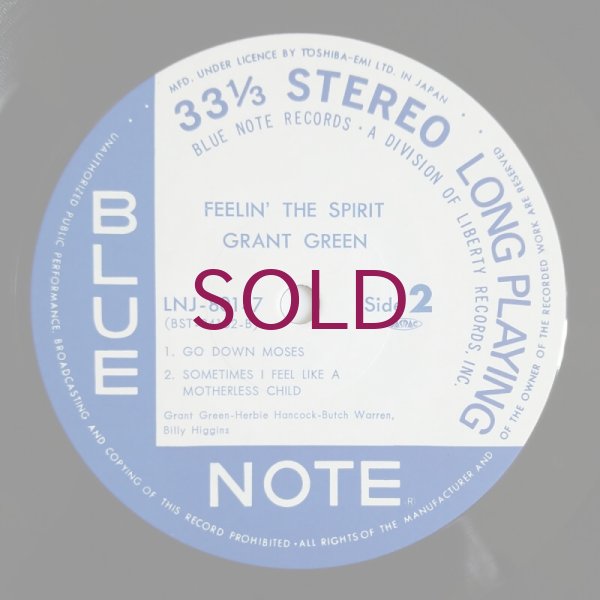 MFD. UNDER LICENCE BY TOSHIBA-EMI LTD. IN JAPAN
33⅓ STEREO LONG PLAYING
BLUE NOTE RECORDS · A DIVISION OF LIBERTY RECORDS, INC.
FEELIN' THE SPIRIT
GRANT GREEN
SOLD
Side 2
1. GO DOWN MOSES
2. SOMETIMES I FEEL LIKE A
MOTHERLESS CHILD
Grant Green-Herbie Hancock-Butch Warren,
Billy Higgins
BLUE
NOTE
R
UNAUTHORIZED PUBLIC PERFORMANCE, BROADCASTING AND COPYING OF THIS RECORD PROHIBITED · ALL RIGHTS OF THE MANUFACTURER AND OF THE OWNER OF THE RECORDED WORK ARE RESERVED